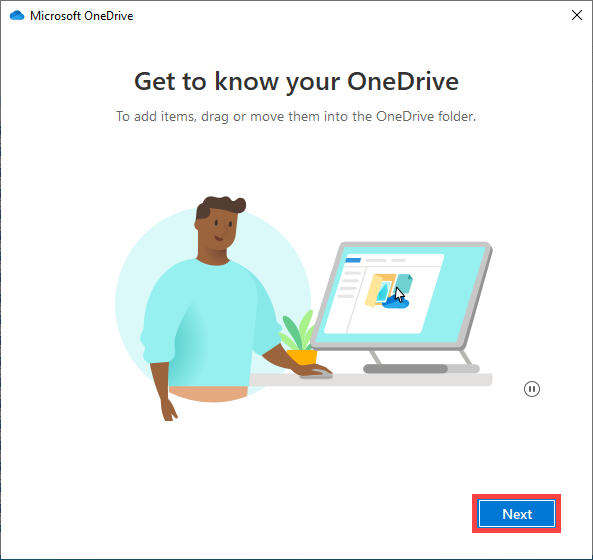 Microsoft OneDrive
Get to know your OneDrive
To add items, drag or move them into the OneDrive folder.
Next